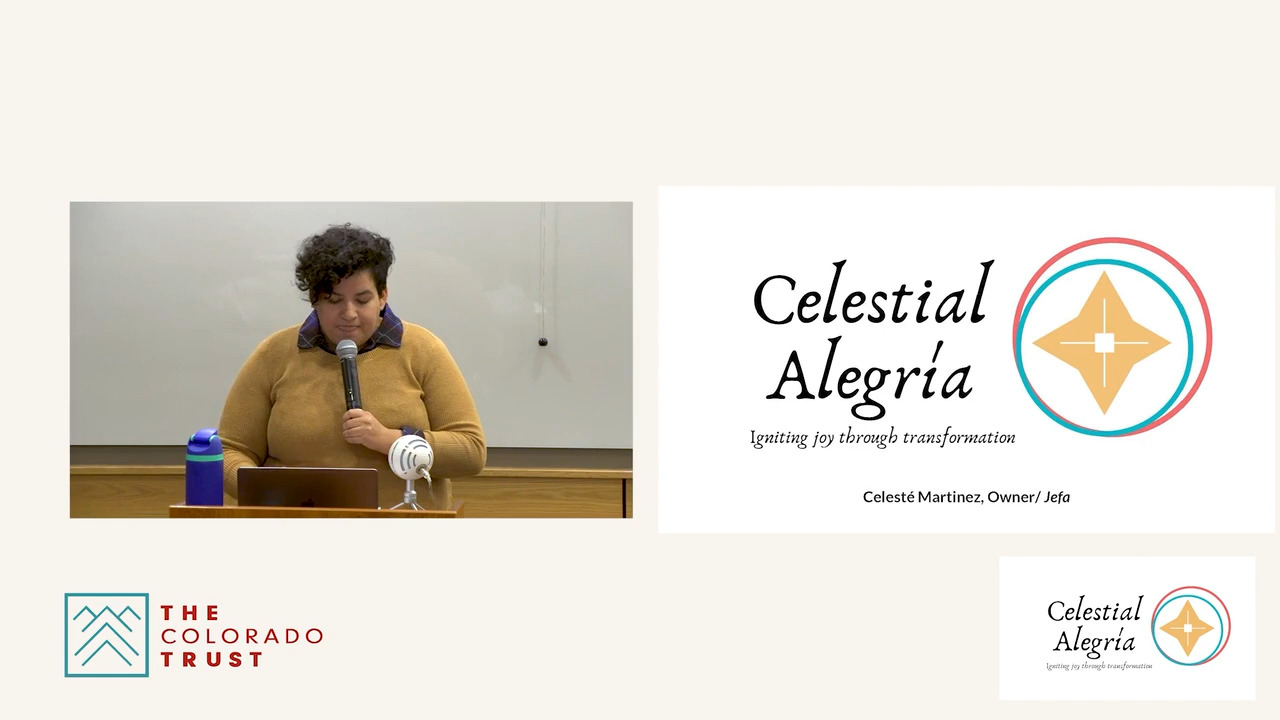 Celestial
Alegría
Igniting joy through transformation
Celesté Martinez, Owner/ Jefa
THE
COLORADO
TRUST
Celestial
Alegría
Igniting joy through transformation